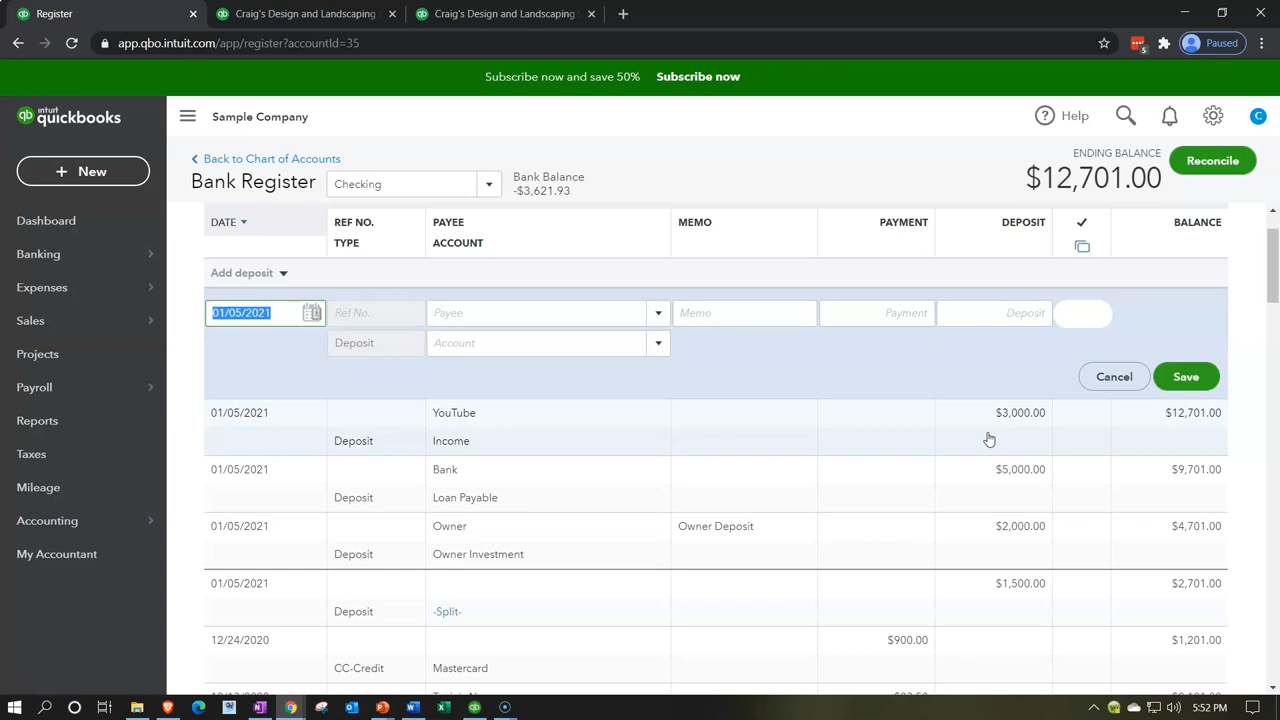 Register
Craig's Design and Landscaping
Craig's Design and Landscaping
app.qbo.intuit.com/app/register?accountId=35
5
Paused
Subscribe now and save 50% Subscribe now
intuit
quickbooks
Sample Company
Help
C
+ New
Back to Chart of Accounts
Bank Register
Checking
Bank Balance
-$3,621.93
ENDING BALANCE
$12,701.00
Reconcile
Dashboard
Banking
Expenses
Sales
Projects
Payroll
Reports
Taxes
Mileage
Accounting
My Accountant
DATE REF NO. PAYEE MEMO PAYMENT DEPOSIT ✓ BALANCE
TYPE ACCOUNT
Add deposit
01/05/2021 Ref No. Payee Memo Payment Deposit
Deposit Account
Cancel Save
01/05/2021 YouTube $3,000.00 $12,701.00
Deposit Income
01/05/2021 Bank $5,000.00 $9,701.00
Deposit Loan Payable
01/05/2021 Owner Owner Deposit $2,000.00 $4,701.00
Deposit Owner Investment
01/05/2021 $1,500.00 $2,701.00
Deposit -Split-
12/24/2020 $900.00 $1,201.00
CC-Credit Mastercard
5:52 PM